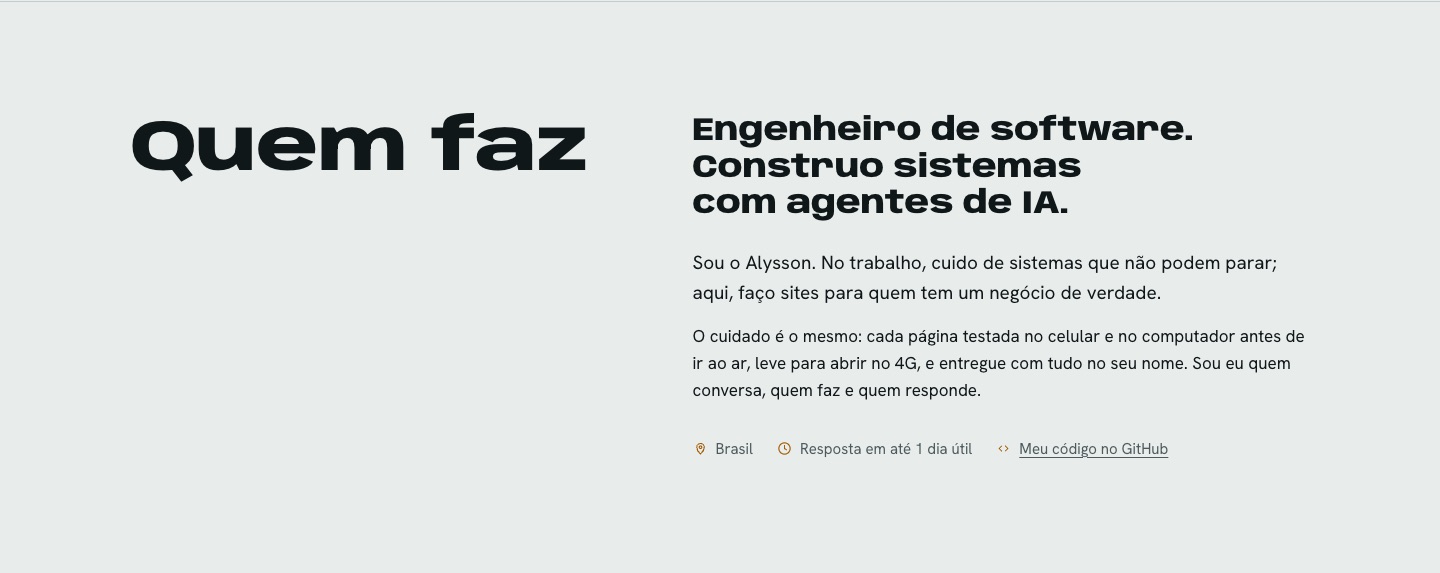 Quem faz
Engenheiro de software.
Construo sistemas
com agentes de IA.
Sou o Alysson. No trabalho, cuido de sistemas que não podem parar;
aqui, faço sites para quem tem um negócio de verdade.
O cuidado é o mesmo: cada página testada no celular e no computador antes de
ir ao ar, leve para abrir no 4G, e entregue com tudo no seu nome. Sou eu quem
conversa, quem faz e quem responde.
Brasil Resposta em até 1 dia útil Meu código no GitHub